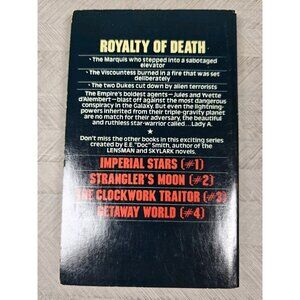 ROYALTY OF DEATH
• The Marquis who stepped into a sabotaged
elevator
• The Viscountess burned in a fire that was set
deliberately
• The two Dukes cut down by alien terrorists
The Empire's boldest agents – Jules and Yvette
d'Alembert – blast off against the most dangerous
conspiracy in the Galaxy. But even the lightning-
powers inherited from their triple-gravity planet
are no match for their adversary, the beautiful
and ruthless star-warrior called... Lady A.
Don't miss the other books in this exciting series
created by E.E. "Doc" Smith, author of the
LENSMAN and SKYLARK novels.
IMPERIAL STARS (#1)
STRANGLER'S MOON (#2)
THE CLOCKWORK TRAITOR (#3)
GETAWAY WORLD (#4)